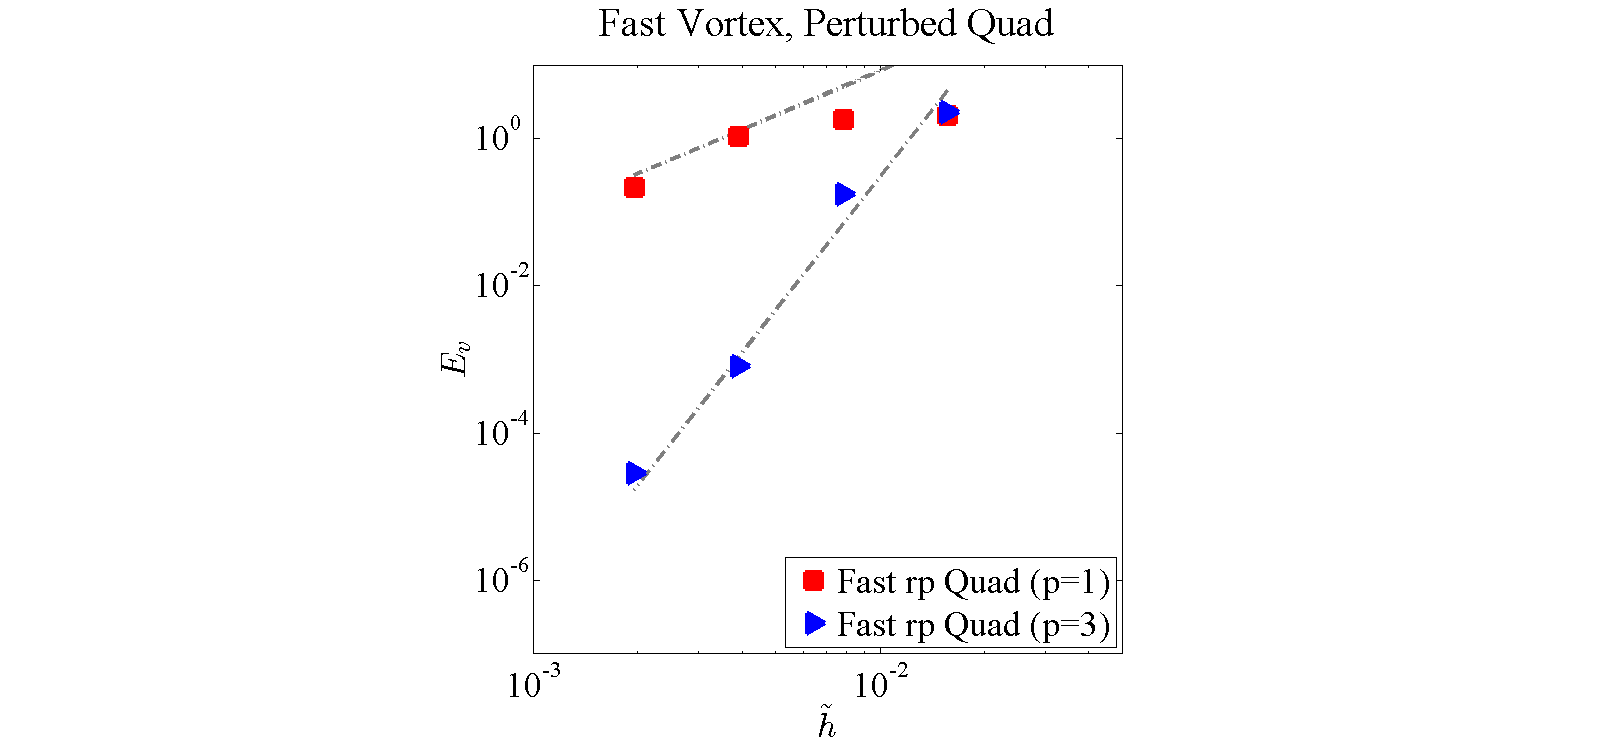 Fast Vortex, Perturbed Quad
10^0
10^-2
10^-4
10^-6
E_v
Fast rp Quad (p=1)
Fast rp Quad (p=3)
10^-3
10^-2
h̃